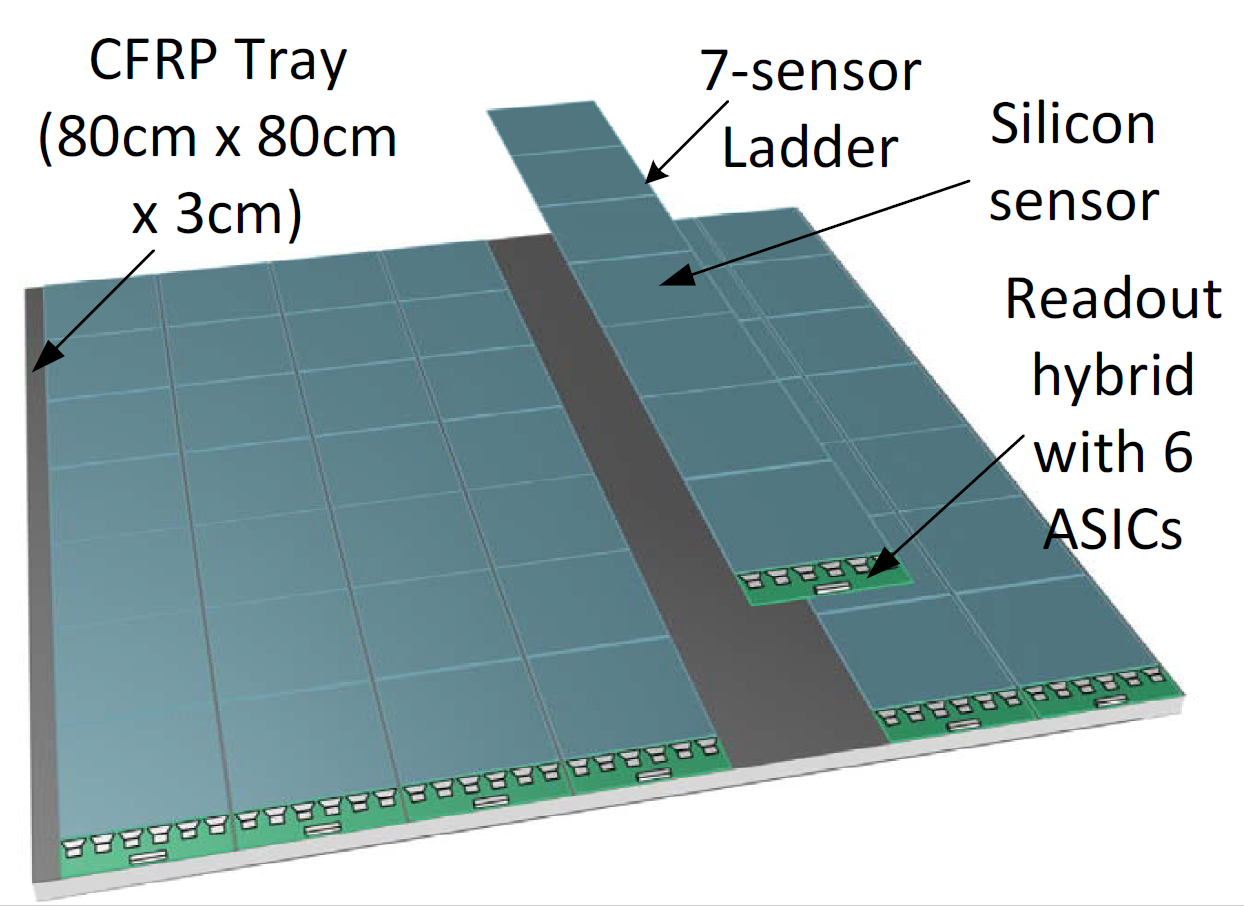 CFRP Tray
(80cm x 80cm
x 3cm)
7-sensor
Ladder
Silicon
sensor
Readout
hybrid
with 6
ASICs